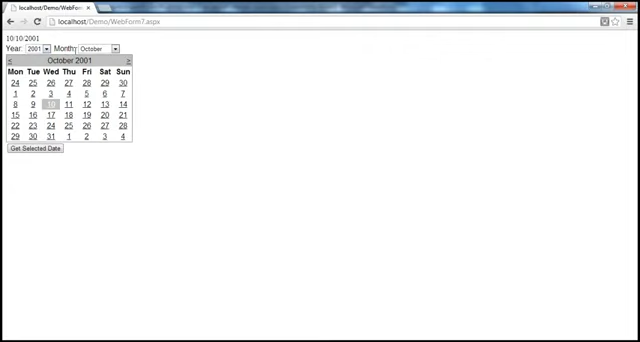 localhost/Demo/WebForm
localhost/Demo/WebForm7.aspx
10/10/2001
Year: 2001 Month: October
< October 2001 >
Mon Tue Wed Thu Fri Sat Sun
24 25 26 27 28 29 30
1 2 3 4 5 6 7
8 9 10 11 12 13 14
15 16 17 18 19 20 21
22 23 24 25 26 27 28
29 30 31 1 2 3 4
Get Selected Date